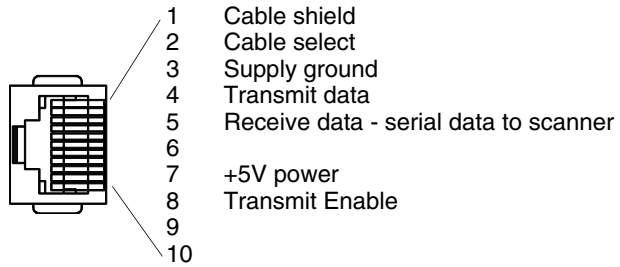 1 Cable shield
2 Cable select
3 Supply ground
4 Transmit data
5 Receive data - serial data to scanner
6
7 +5V power
8 Transmit Enable
9
10